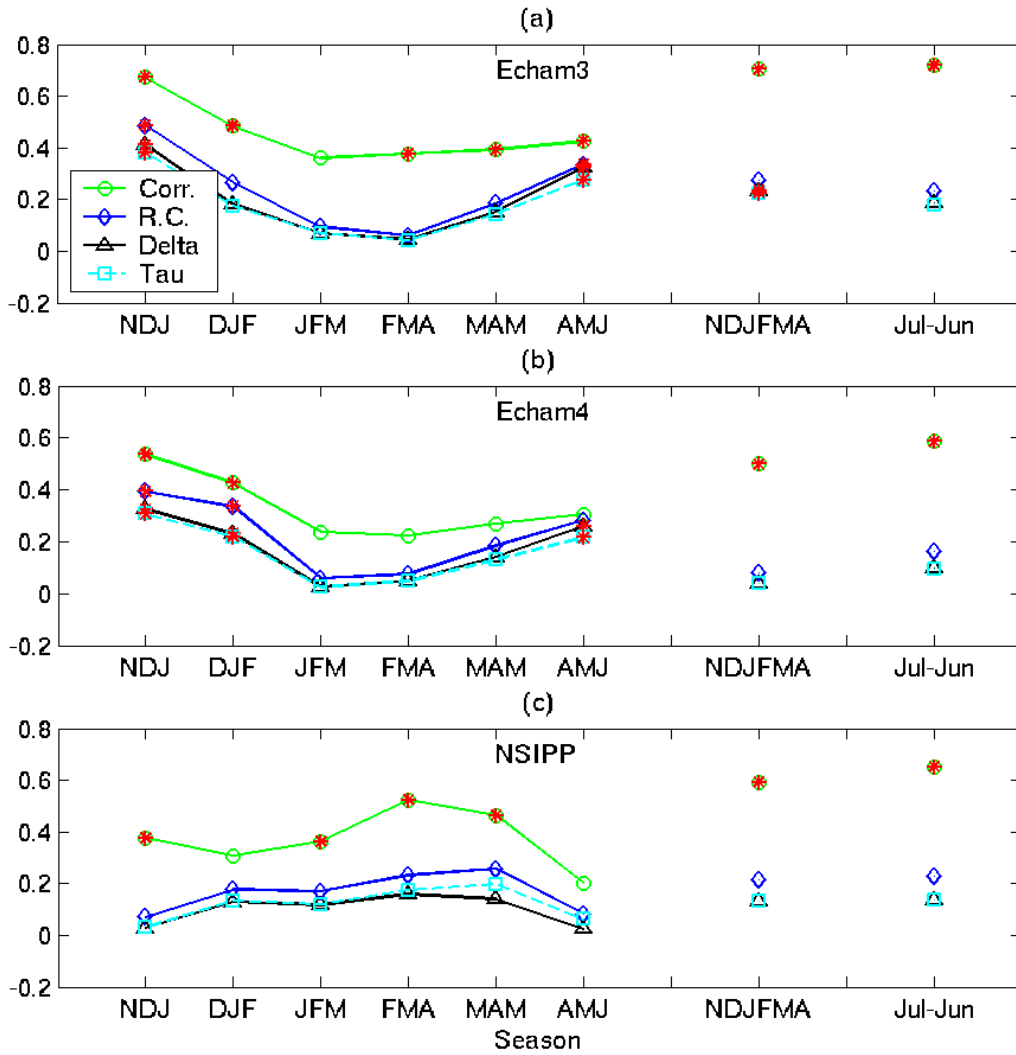 (a)
Echam3
0.8
0.6
0.4
0.2
0
-0.2
Corr.
R.C.
Delta
Tau
NDJ DJF JFM FMA MAM AMJ NDJFMA Jul-Jun
(b)
Echam4
0.8
0.6
0.4
0.2
0
-0.2
NDJ DJF JFM FMA MAM AMJ NDJFMA Jul-Jun
(c)
NSIPP
0.8
0.6
0.4
0.2
0
-0.2
NDJ DJF JFM FMA MAM AMJ NDJFMA Jul-Jun
Season